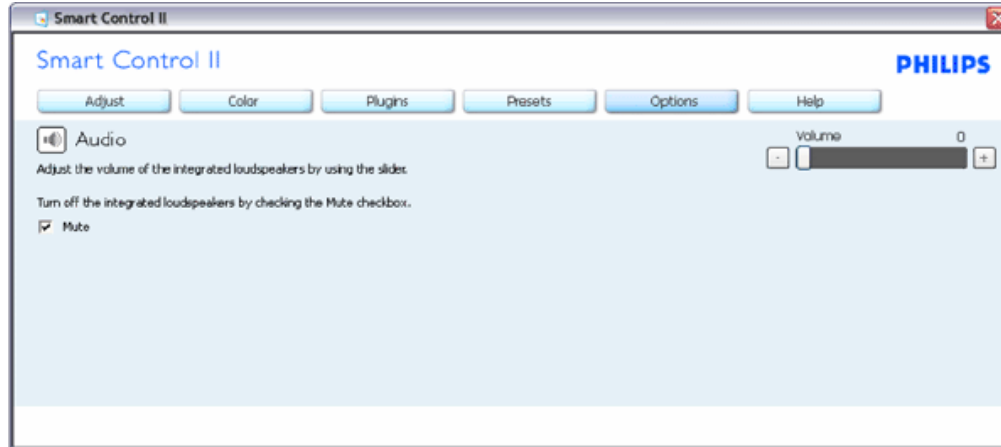 Smart Control II
Smart Control II
PHILIPS
Adjust Color Plugins Presets Options Help
Audio
Volume 0
- +
Adjust the volume of the integrated loudspeakers by using the slider.
Turn off the integrated loudspeakers by checking the Mute checkbox.
Mute